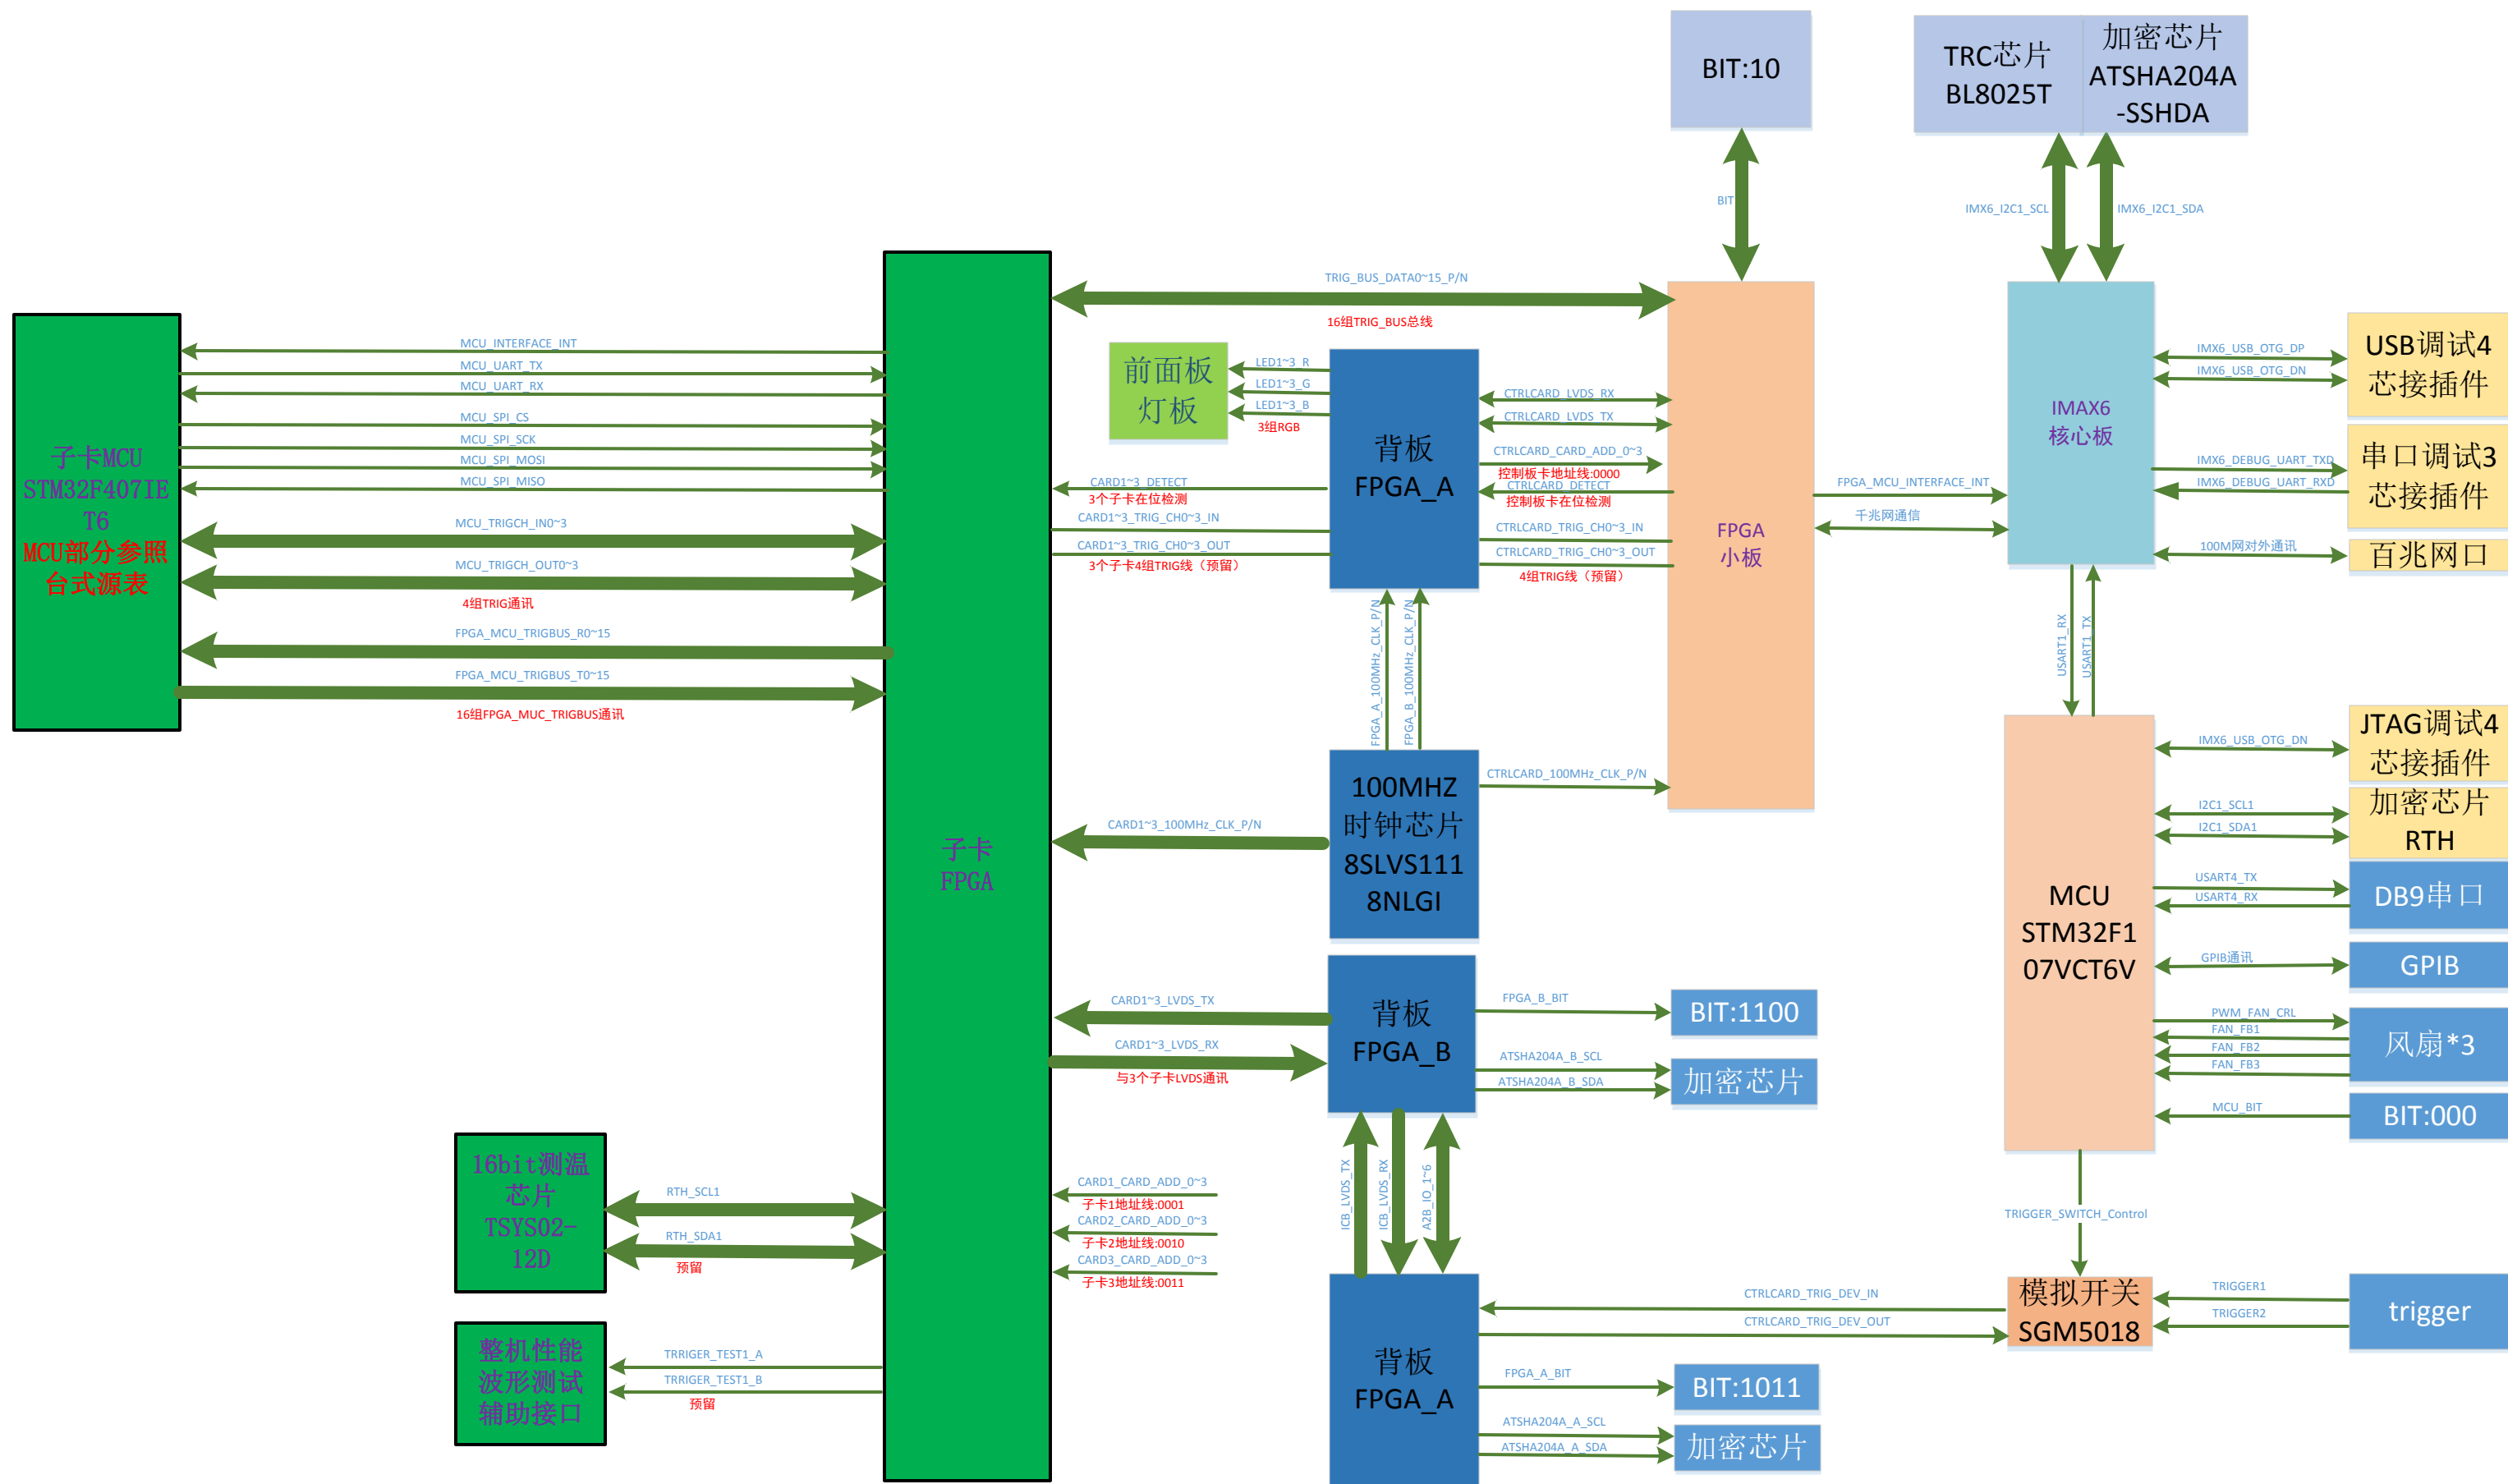 BIT:10
TRC芯片
BL8025T
加密芯片
ATSHA204A
-SSHDA
BIT
IMX6_I2C1_SCL
IMX6_I2C1_SDA
子卡MCU
STM32F407IE
T6
MCU部分参照
台式源表
MCU_INTERFACE_INT
MCU_UART_TX
MCU_UART_RX
MCU_SPI_CS
MCU_SPI_SCK
MCU_SPI_MOSI
MCU_SPI_MISO
MCU_TRIGCH_IN0~3
MCU_TRIGCH_OUT0~3
4组TRIG通讯
FPGA_MCU_TRIGBUS_R0~15
FPGA_MCU_TRIGBUS_T0~15
16组FPGA_MUC_TRIGBUS通讯
子卡
FPGA
TRIG_BUS_DATA0~15_P/N
16组TRIG_BUS总线
前面板
灯板
LED1~3_R
LED1~3_G
LED1~3_B
3组RGB
背板
FPGA_A
CARD1~3_DETECT
3个子卡在位检测
CARD1~3_TRIG_CH0~3_IN
CARD1~3_TRIG_CH0~3_OUT
3个子卡4组TRIG线（预留）
CTRLCARD_LVDS_RX
CTRLCARD_LVDS_TX
CTRLCARD_CARD_ADD_0~3
控制板卡地址线:0000
CTRLCARD_DETECT
控制板卡在位检测
CTRLCARD_TRIG_CH0~3_IN
CTRLCARD_TRIG_CH0~3_OUT
4组TRIG线（预留）
FPGA
小板
FPGA_MCU_INTERFACE_INT
千兆网通信
IMAX6
核心板
IMX6_USB_OTG_DP
IMX6_USB_OTG_DN
USB调试4
芯接插件
IMX6_DEBUG_UART_TXD
IMX6_DEBUG_UART_RXD
串口调试3
芯接插件
100M网对外通讯
百兆网口
USART1_RX
USART1_TX
FPGA_A_100MHz_CLK_P/N
FPGA_B_100MHz_CLK_P/N
100MHZ
时钟芯片
8SLVS111
8NLGI
CTRLCARD_100MHz_CLK_P/N
CARD1~3_100MHz_CLK_P/N
MCU
STM32F1
07VCT6V
IMX6_USB_OTG_DN
JTAG调试4
芯接插件
I2C1_SCL1
I2C1_SDA1
加密芯片
RTH
USART4_TX
USART4_RX
DB9串口
GPIB通讯
GPIB
PWM_FAN_CRL
FAN_FB1
FAN_FB2
FAN_FB3
风扇*3
MCU_BIT
BIT:000
背板
FPGA_B
CARD1~3_LVDS_TX
CARD1~3_LVDS_RX
与3个子卡LVDS通讯
FPGA_B_BIT
BIT:1100
ATSHA204A_B_SCL
ATSHA204A_B_SDA
加密芯片
ICB_LVDS_TX
ICB_LVDS_RX
A2B_IO_1~6
16bit测温
芯片
TSYS02-
12D
RTH_SCL1
RTH_SDA1
预留
CARD1_CARD_ADD_0~3
子卡1地址线:0001
CARD2_CARD_ADD_0~3
子卡2地址线:0010
CARD3_CARD_ADD_0~3
子卡3地址线:0011
整机性能
波形测试
辅助接口
TRRIGER_TEST1_A
TRRIGER_TEST1_B
预留
背板
FPGA_A
CTRLCARD_TRIG_DEV_IN
CTRLCARD_TRIG_DEV_OUT
TRIGGER_SWITCH_Control
模拟开关
SGM5018
TRIGGER1
TRIGGER2
trigger
FPGA_A_BIT
BIT:1011
ATSHA204A_A_SCL
ATSHA204A_A_SDA
加密芯片